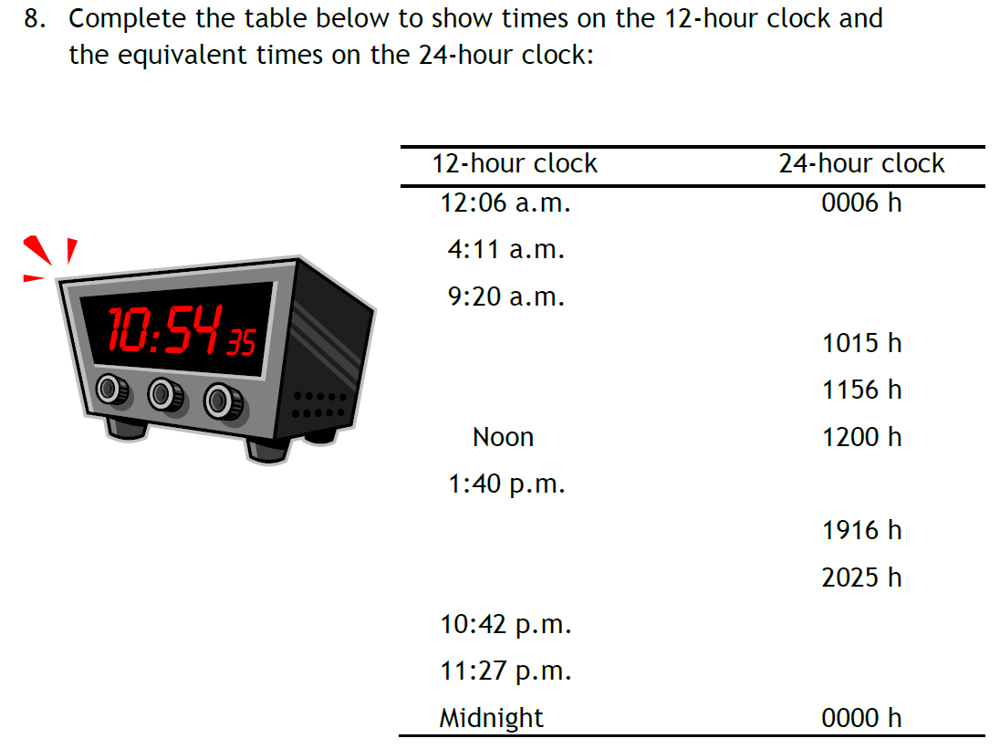 8. Complete the table below to show times on the 12-hour clock and
the equivalent times on the 24-hour clock:
12-hour clock 24-hour clock
12:06 a.m. 0006 h
4:11 a.m.
9:20 a.m.
10:54 35
1015 h
1156 h
Noon 1200 h
1:40 p.m.
1916 h
2025 h
10:42 p.m.
11:27 p.m.
Midnight 0000 h